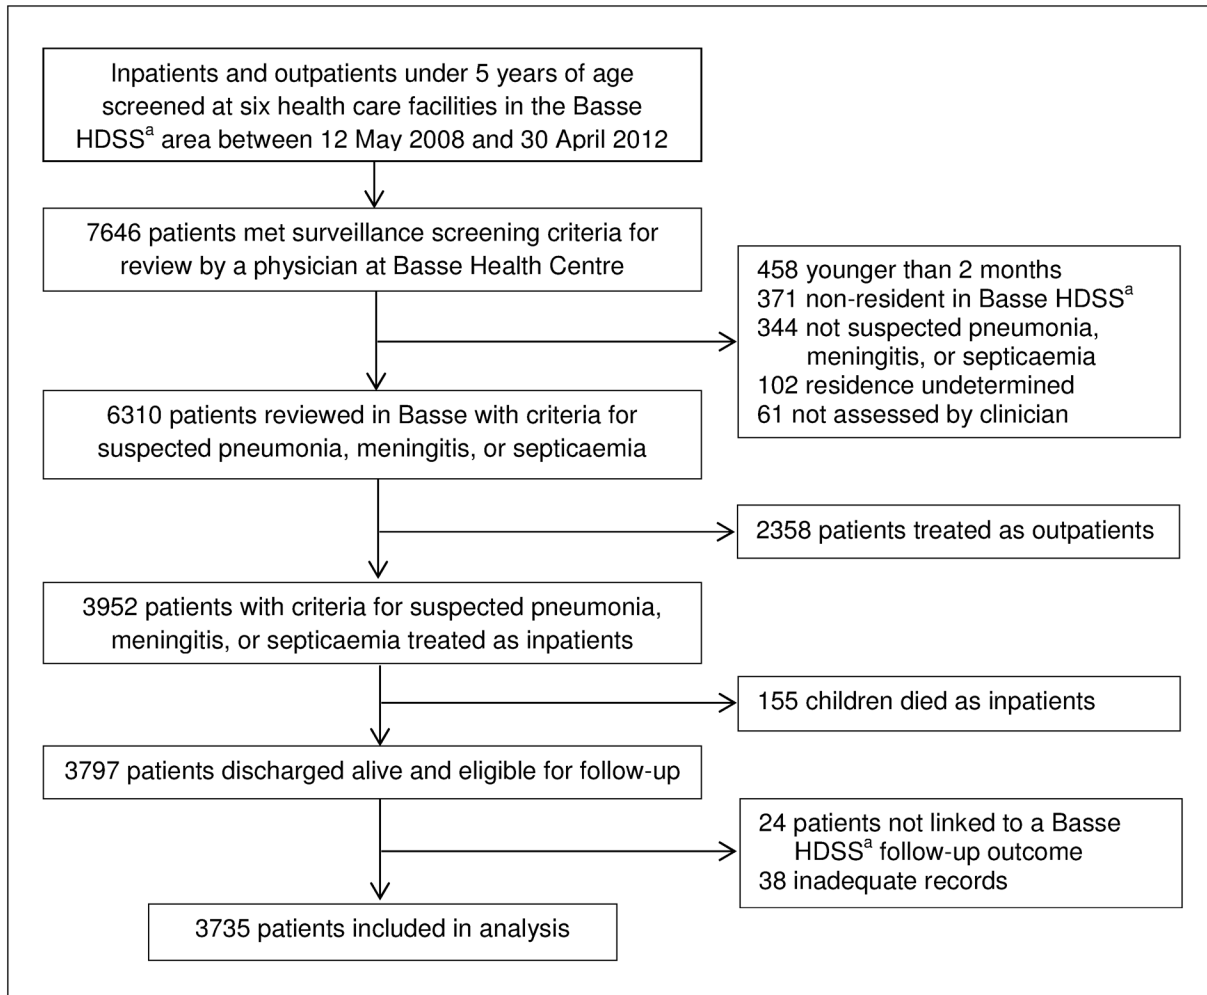 Inpatients and outpatients under 5 years of age
screened at six health care facilities in the Basse
HDSSᵃ area between 12 May 2008 and 30 April 2012
7646 patients met surveillance screening criteria for
review by a physician at Basse Health Centre
458 younger than 2 months
371 non-resident in Basse HDSSᵃ
344 not suspected pneumonia,
meningitis, or septicaemia
102 residence undetermined
61 not assessed by clinician
6310 patients reviewed in Basse with criteria for
suspected pneumonia, meningitis, or septicaemia
2358 patients treated as outpatients
3952 patients with criteria for suspected pneumonia,
meningitis, or septicaemia treated as inpatients
155 children died as inpatients
3797 patients discharged alive and eligible for follow-up
24 patients not linked to a Basse
HDSSᵃ follow-up outcome
38 inadequate records
3735 patients included in analysis